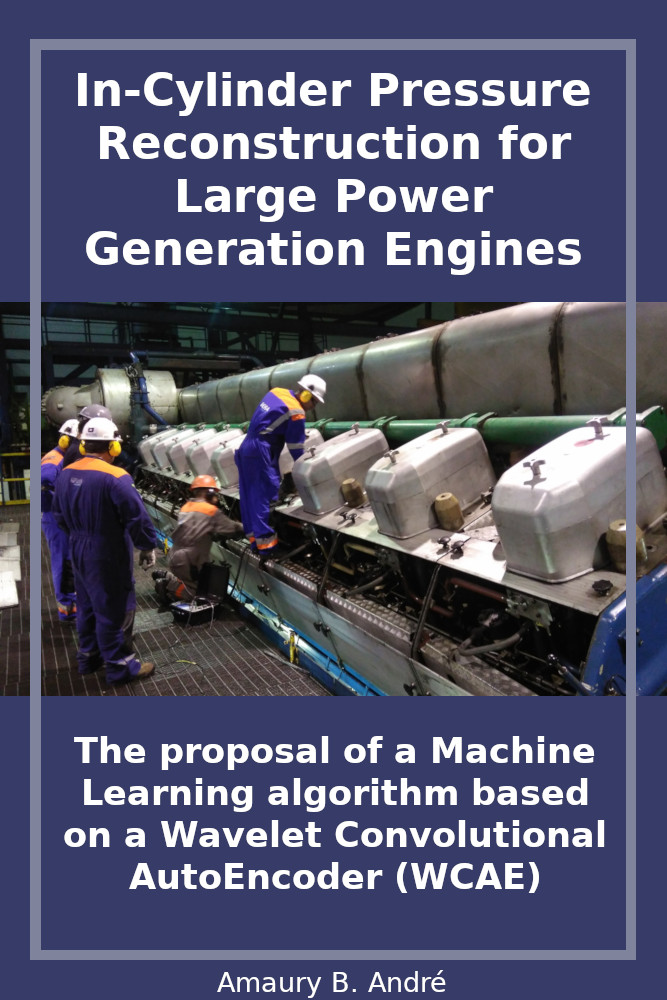 In-Cylinder Pressure
Reconstruction for
Large Power
Generation Engines
The proposal of a Machine
Learning algorithm based
on a Wavelet Convolutional
AutoEncoder (WCAE)
Amaury B. André